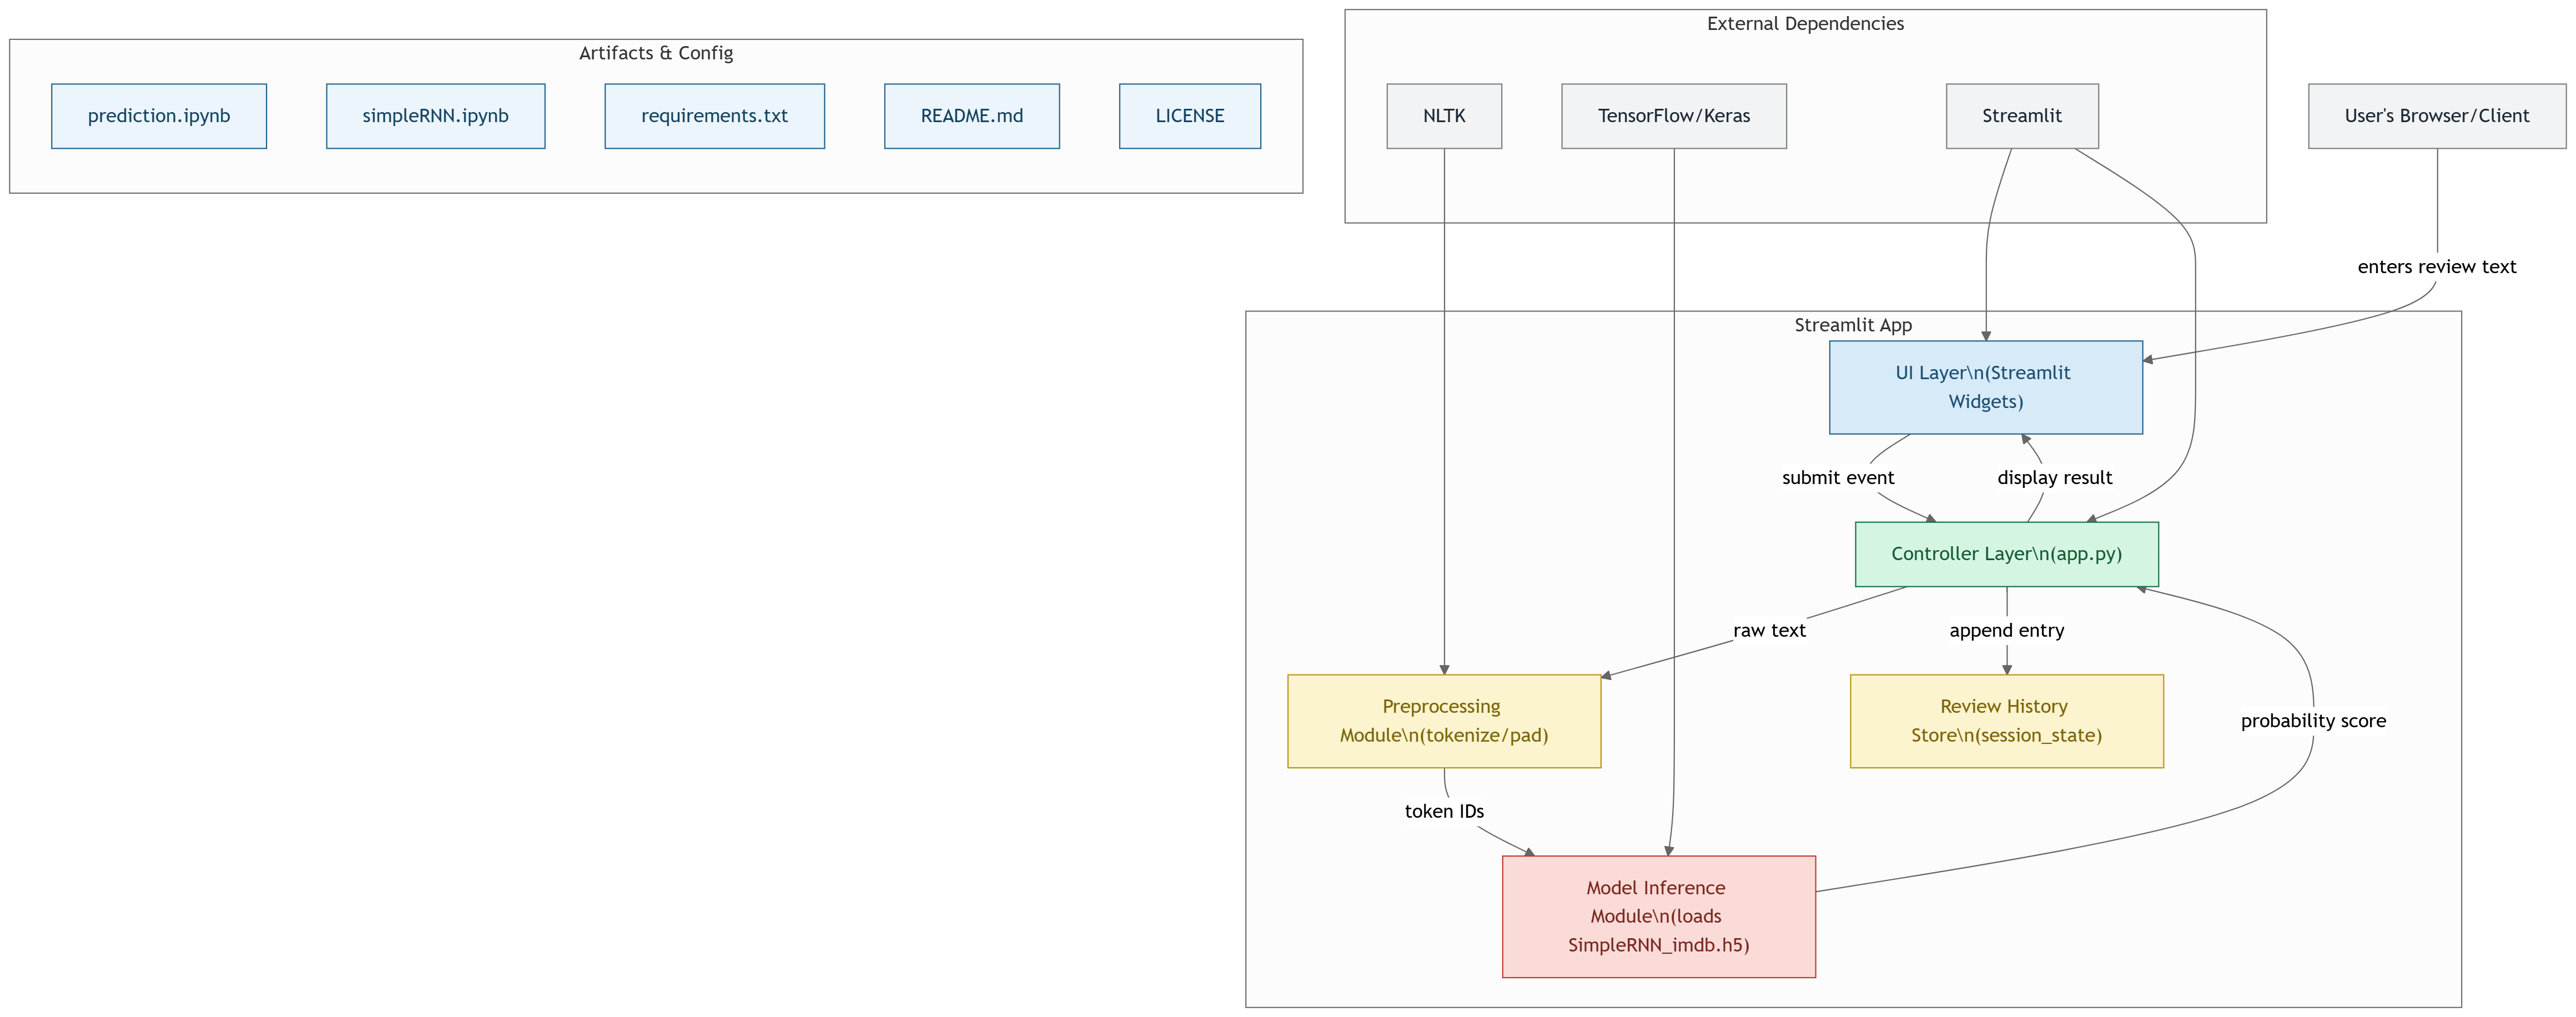 Artifacts & Config
prediction.ipynb
simpleRNN.ipynb
requirements.txt
README.md
LICENSE
External Dependencies
NLTK
TensorFlow/Keras
Streamlit
User's Browser/Client
enters review text
Streamlit App
UI Layer\n(Streamlit
Widgets)
submit event
display result
Controller Layer\n(app.py)
raw text
append entry
Preprocessing
Module\n(tokenize/pad)
Review History
Store\n(session_state)
probability score
token IDs
Model Inference
Module\n(loads
SimpleRNN_imdb.h5)